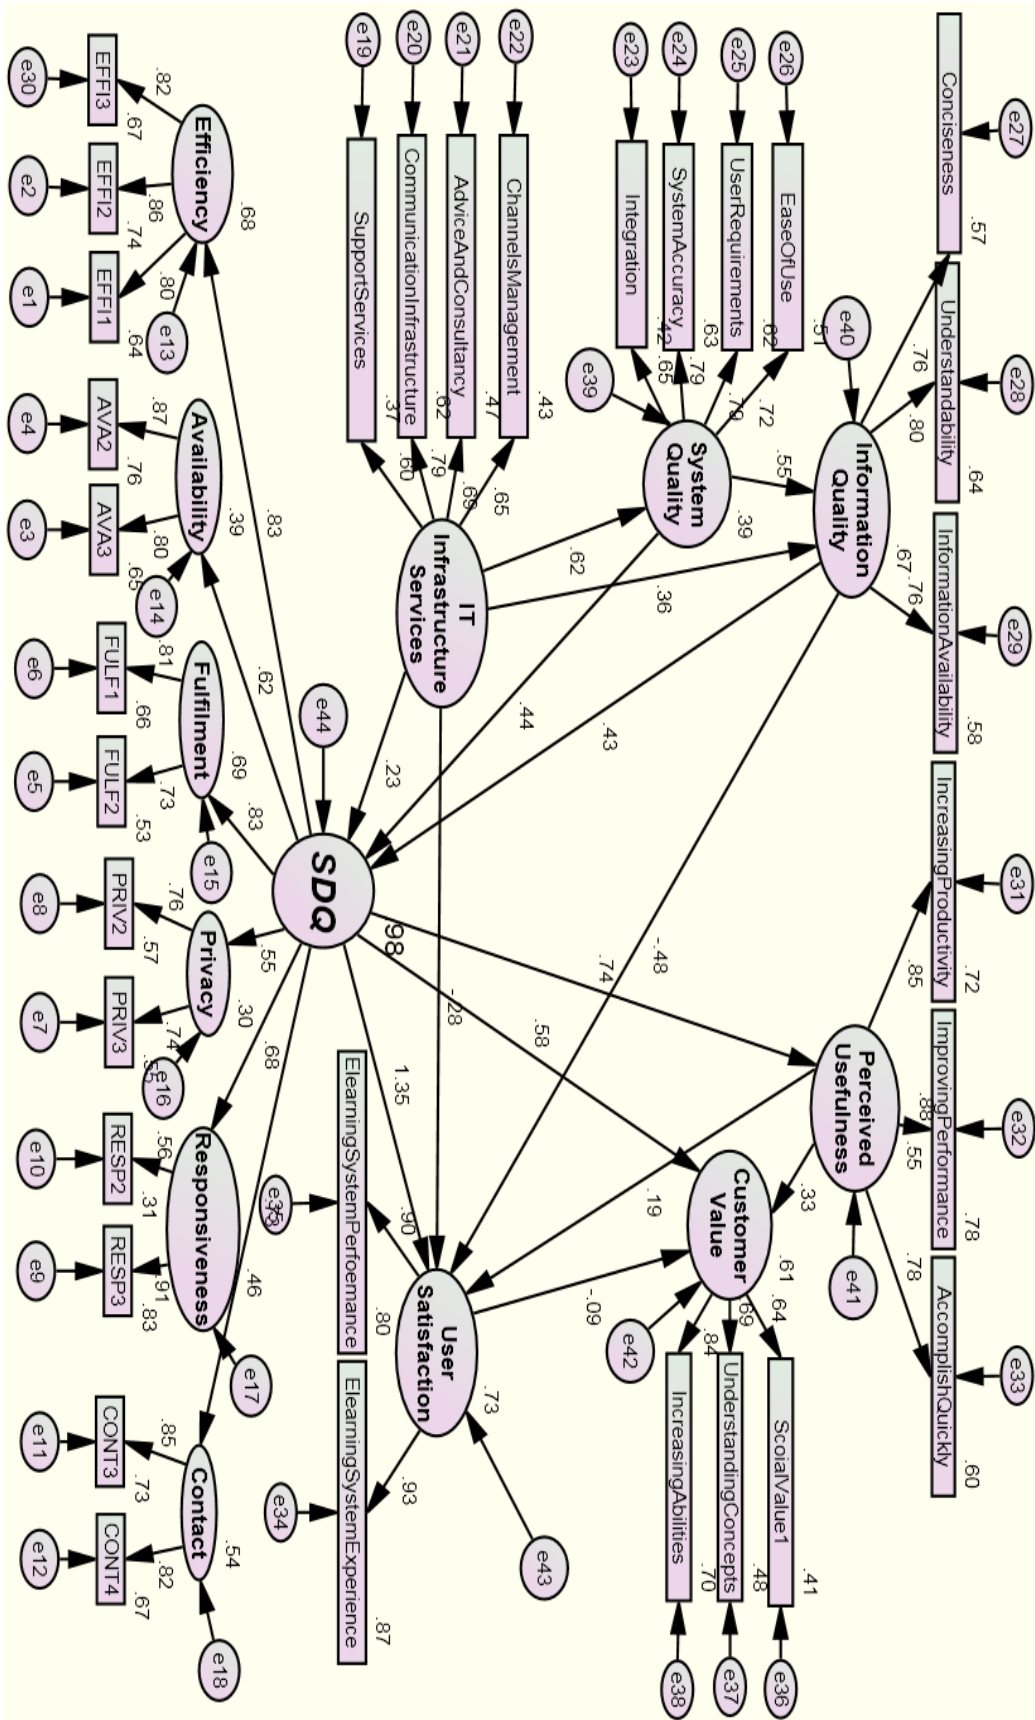 e27
e28
e29
e31
e32
e33
.57
.64
.58
.72
.78
.60
Conciseness
Understandability
InformationAvailability
IncreasingProductivity
ImprovingPerformance
AccomplishQuickly
.76
.80
.76
.85
.88
.78
e40
.51
.67
.55
Information
Quality
Perceived
Usefulness
e41
e26
e25
e24
e23
EaseOfUse
UserRequirements
SystemAccuracy
Integration
.62
.63
.42
.72
.79
.79
.65
e39
System
Quality
.39
.55
.33
.61
Customer
Value
e42
.64
.69
.84
ScoialValue1
UnderstandingConcepts
IncreasingAbilities
.41
.48
.70
e36
e37
e38
e22
e21
e20
e19
ChannelsManagement
AdviceAndConsultancy
CommunicationInfrastructure
SupportServices
.43
.47
.62
.37
.65
.69
.79
.60
IT
Infrastructure
Services
.62
.36
.44
.43
.23
-.48
.74
.58
-.28
1.35
.19
-.09
User
Satisfaction
.73
e43
.90
.93
.80
.87
ElearningSystemPerfoemance
ElearningSystemExperience
e35
e34
e44
.98
SDQ
.83
.62
.83
.55
.68
.46
.68
.39
.69
.30
.54
Efficiency
Availability
Fulfilment
Privacy
Responsiveness
Contact
e13
e14
e15
e16
e17
e18
.82
.86
.80
.87
.80
.81
.73
.76
.74
.56
.91
.85
.82
.67
.74
.64
.76
.65
.66
.53
.57
.55
.31
.83
.73
.67
EFFI3
EFFI2
EFFI1
AVA2
AVA3
FULF1
FULF2
PRIV2
PRIV3
RESP2
RESP3
CONT3
CONT4
e30
e2
e1
e4
e3
e6
e5
e8
e7
e10
e9
e11
e12